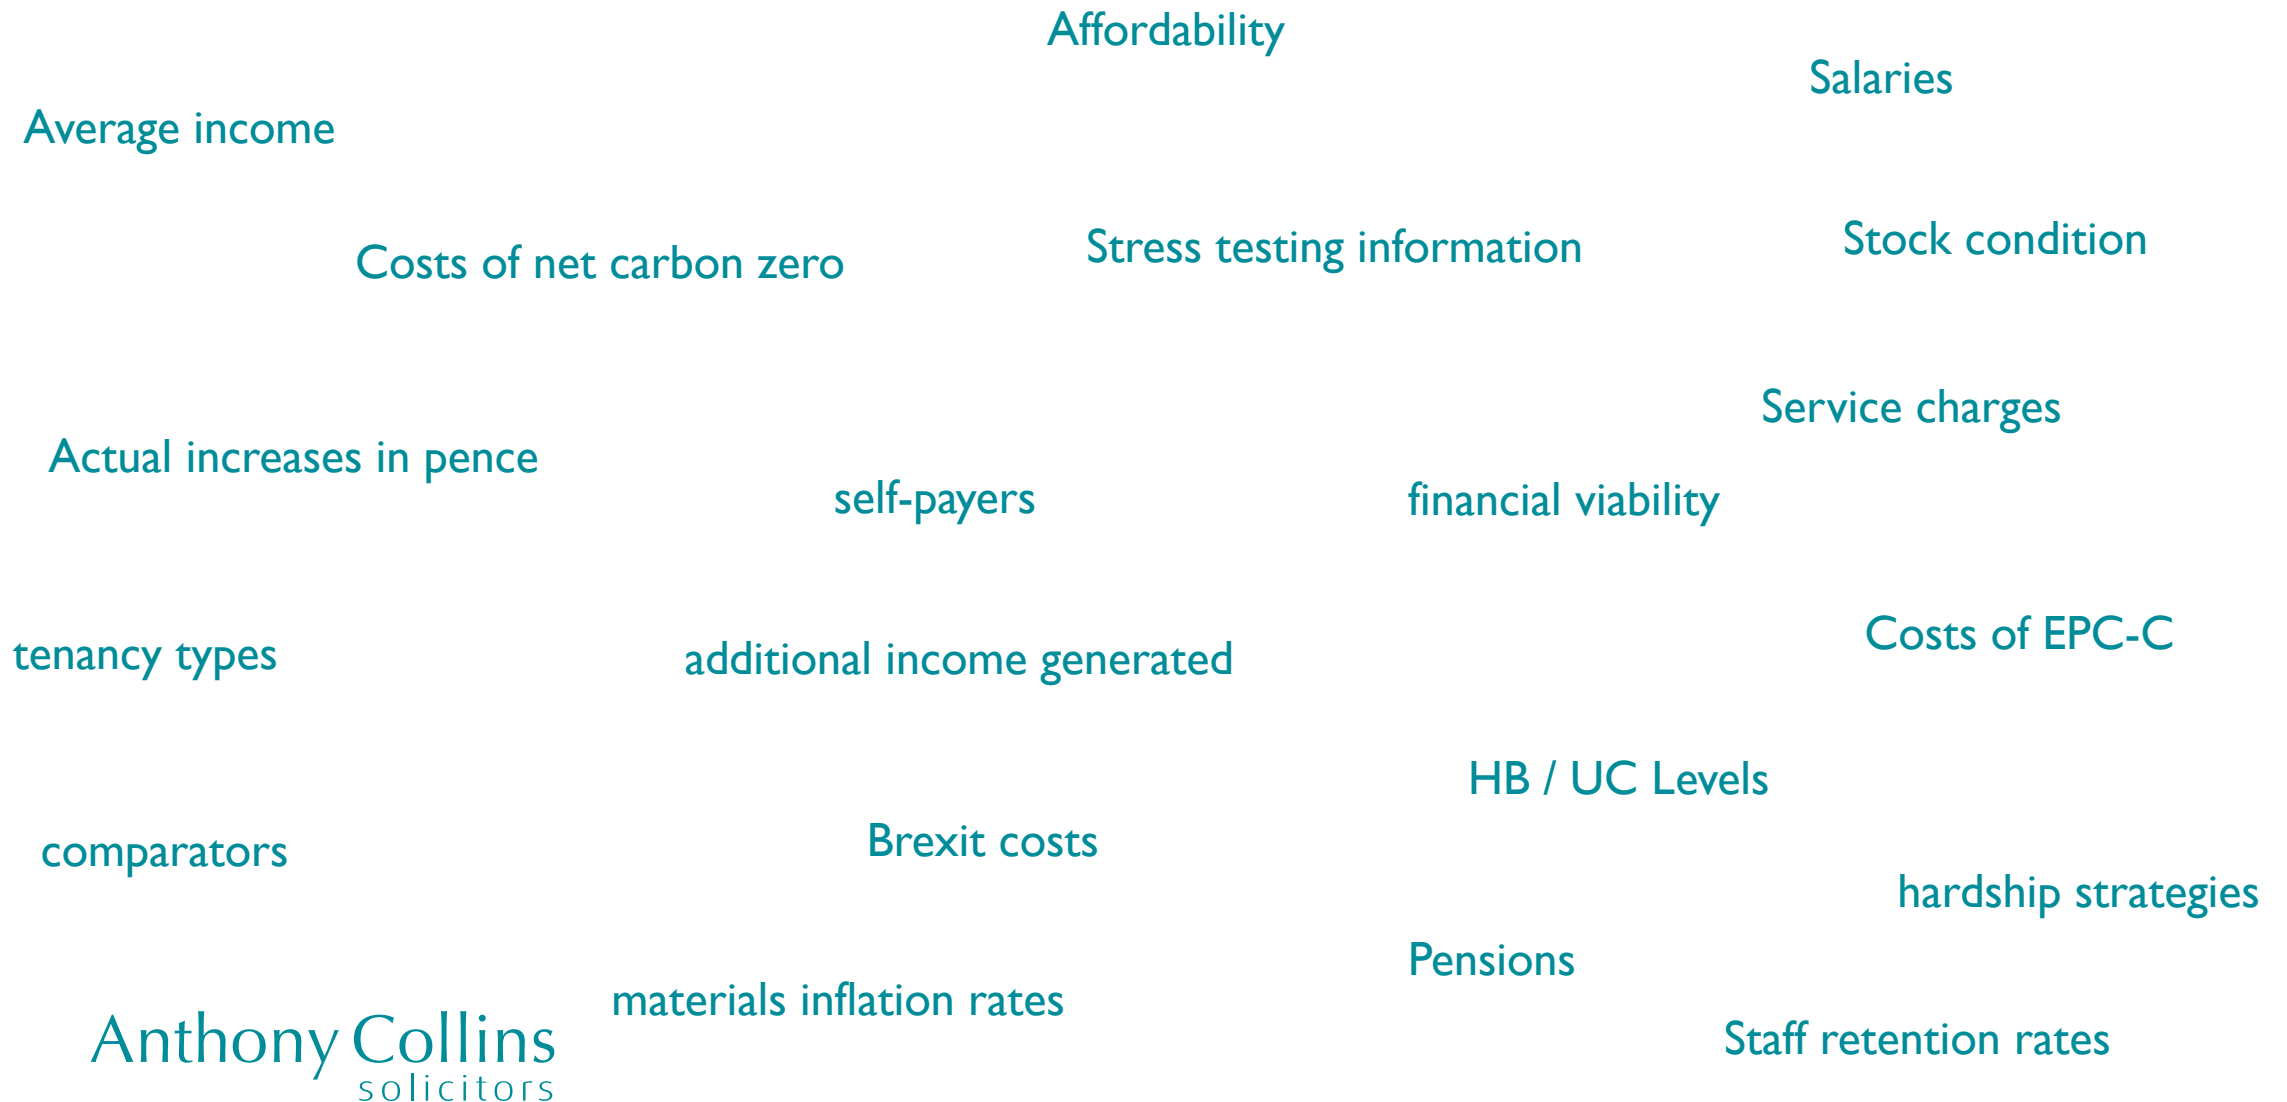 Affordability
Salaries
Average income
Costs of net carbon zero
Stress testing information
Stock condition
Service charges
Actual increases in pence
self-payers
financial viability
tenancy types
additional income generated
Costs of EPC-C
HB / UC Levels
comparators
Brexit costs
hardship strategies
Pensions
materials inflation rates
Staff retention rates
Anthony Collins
solicitors